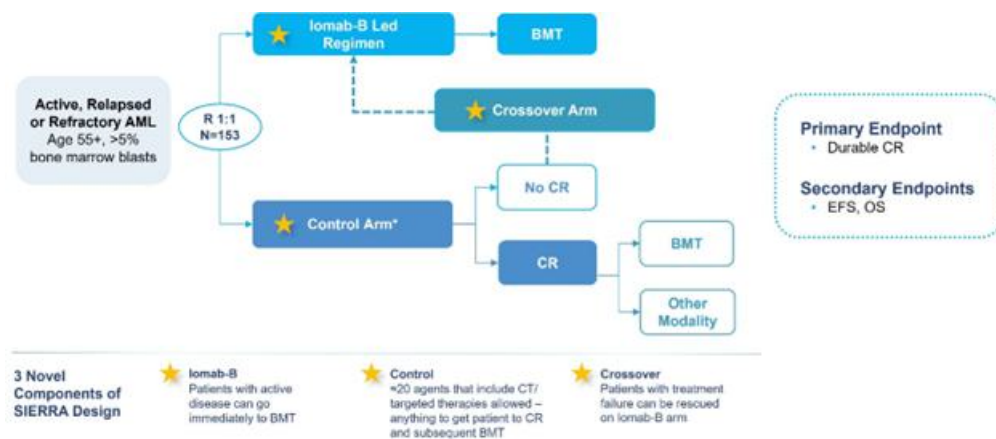 Iomab-B Led
Regimen
BMT
Active, Relapsed
or Refractory AML
Age 55+, >5%
bone marrow blasts
R 1:1
N=153
Crossover Arm
No CR
Control Arm*
CR
BMT
Other
Modality
Primary Endpoint
• Durable CR
Secondary Endpoints
• EFS, OS
3 Novel
Components of
SIERRA Design
Iomab-B
Patients with active
disease can go
immediately to BMT
Control
≈20 agents that include CT/
targeted therapies allowed –
anything to get patient to CR
and subsequent BMT
Crossover
Patients with treatment
failure can be rescued
on Iomab-B arm